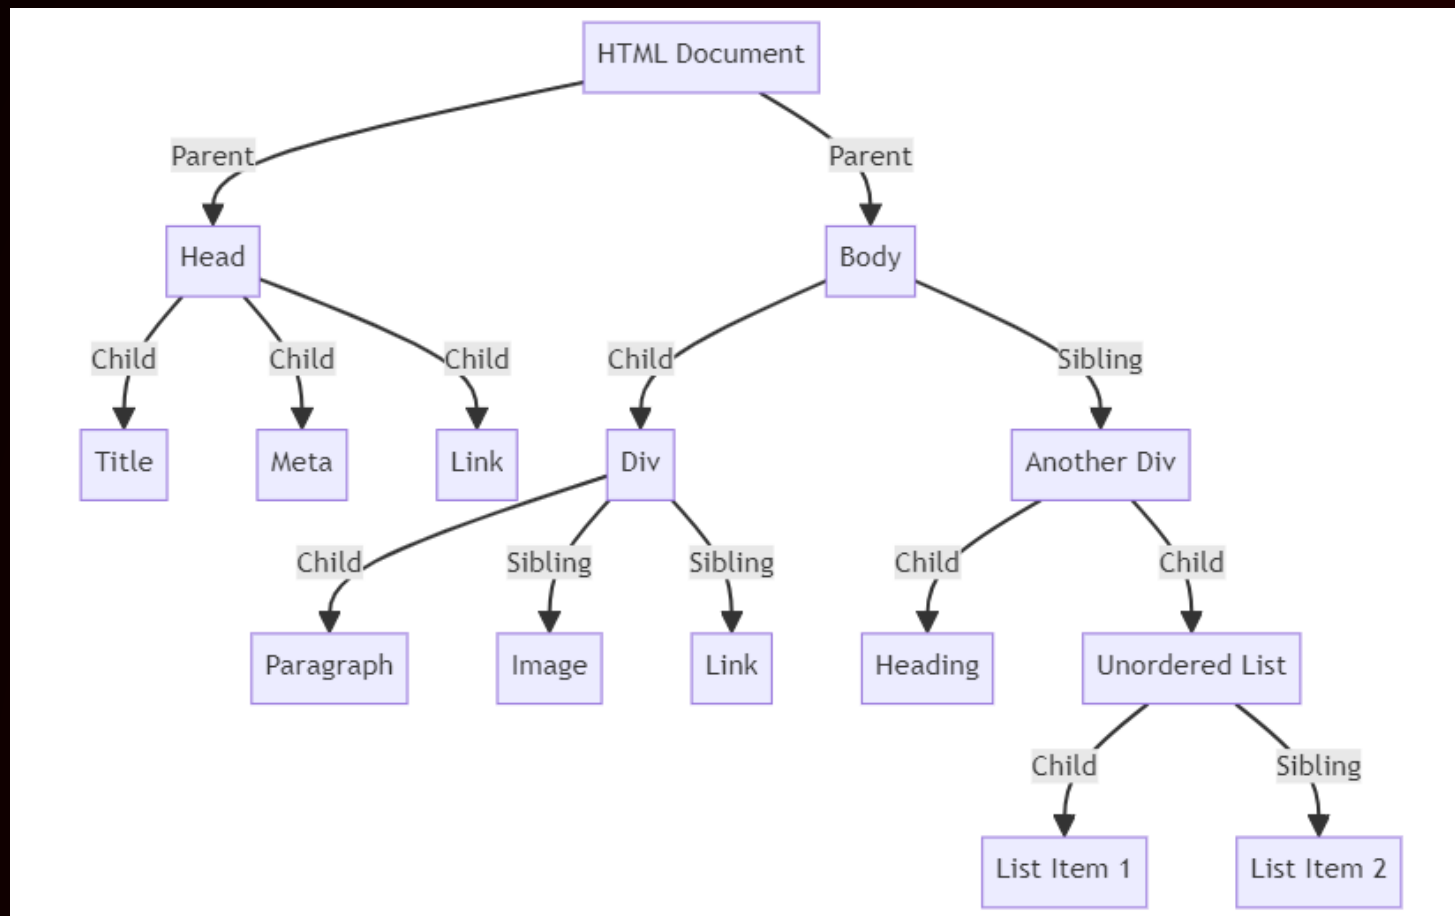 HTML Document
Parent
Parent
Head
Body
Child
Child
Child
Child
Sibling
Title
Meta
Link
Div
Another Div
Child
Sibling
Sibling
Child
Child
Paragraph
Image
Link
Heading
Unordered List
Child
Sibling
List Item 1
List Item 2